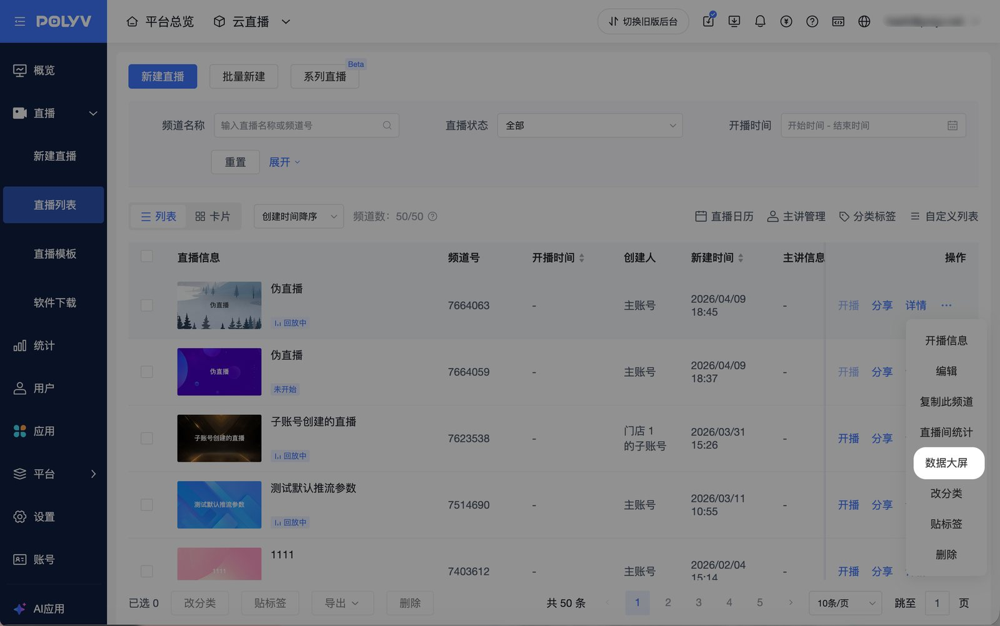 POLYV
平台总览
云直播
切换旧版后台
概览
直播
新建直播
直播列表
直播模板
软件下载
统计
用户
应用
平台
设置
账号
AI应用
新建直播
批量新建
系列直播
Beta
频道名称
输入直播名称或频道号
直播状态
全部
开播时间
开始时间 - 结束时间
重置
展开
列表
卡片
创建时间降序
频道数：50/50
直播日历
主讲管理
分类标签
自定义列表
直播信息
频道号
开播时间
创建人
新建时间
主讲信息
操作
伪直播
伪直播
回放中
7664063
-
主账号
2026/04/09
18:45
-
开播
分享
详情
...
伪直播
伪直播
未开始
7664059
-
主账号
2026/04/09
18:37
-
开播
分享
子账号创建的直播
子账号创建的直播
回放中
7623538
-
门店 1
的子账号
2026/03/31
15:26
-
开播
分享
测试默认推流参数
测试默认推流参数
回放中
7514690
-
主账号
2026/03/11
10:55
-
开播
分享
1111
1111
7403612
-
主账号
2026/02/04
15:14
-
开播
分享
开播信息
编辑
复制此频道
直播间统计
数据大屏
改分类
贴标签
删除
已选 0
改分类
贴标签
导出
删除
共 50 条
1
2
3
4
5
10条/页
跳至
1
页